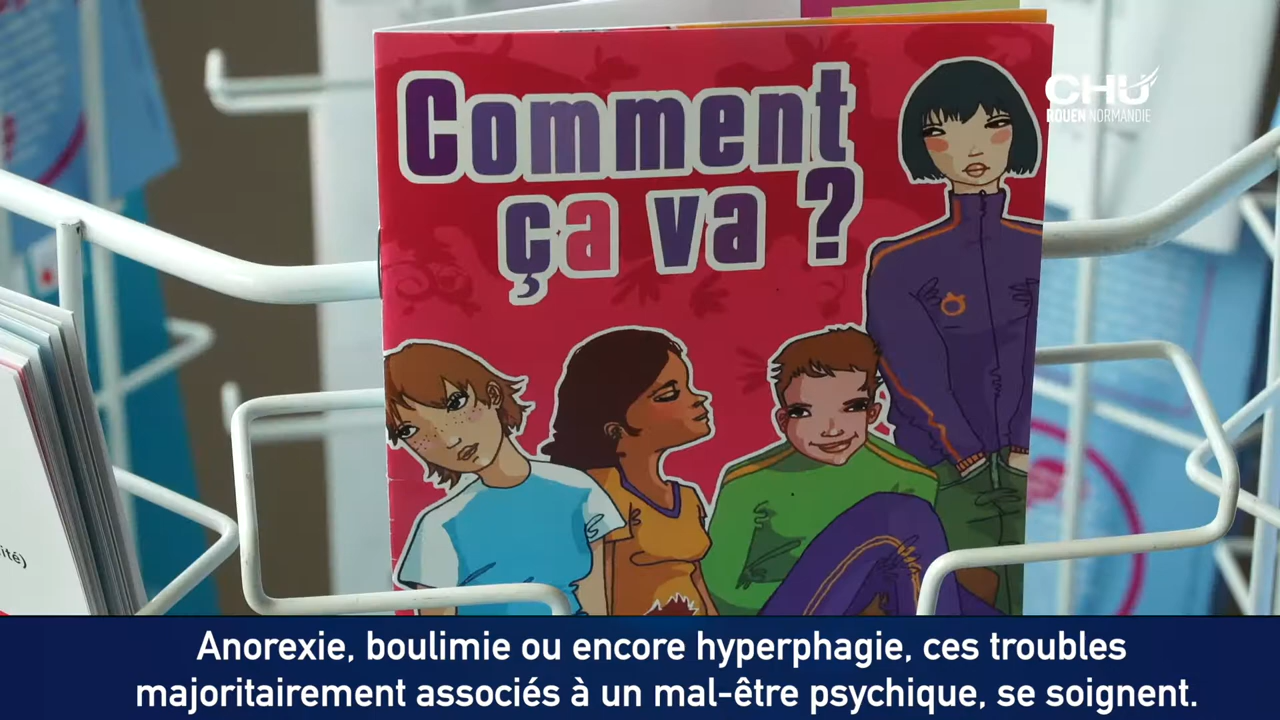 Comment
ça va ?
CHU
ROUEN NORMANDIE
ité)
Anorexie, boulimie ou encore hyperphagie, ces troubles
majoritairement associés à un mal-être psychique, se soignent.